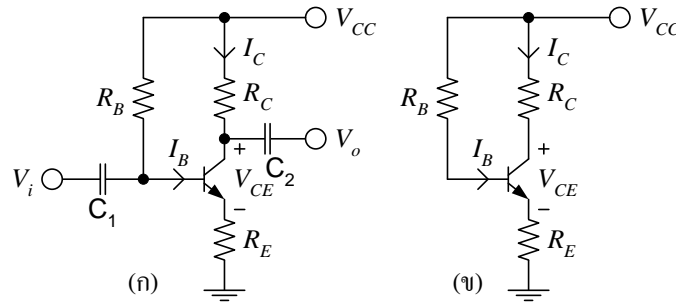 V_CC
I_C
R_B
R_C
I_B
+
V_o
C_2
V_i
C_1
V_CE
−
R_E
(ก)
V_CC
I_C
R_B
R_C
I_B
+
V_CE
−
R_E
(ข)